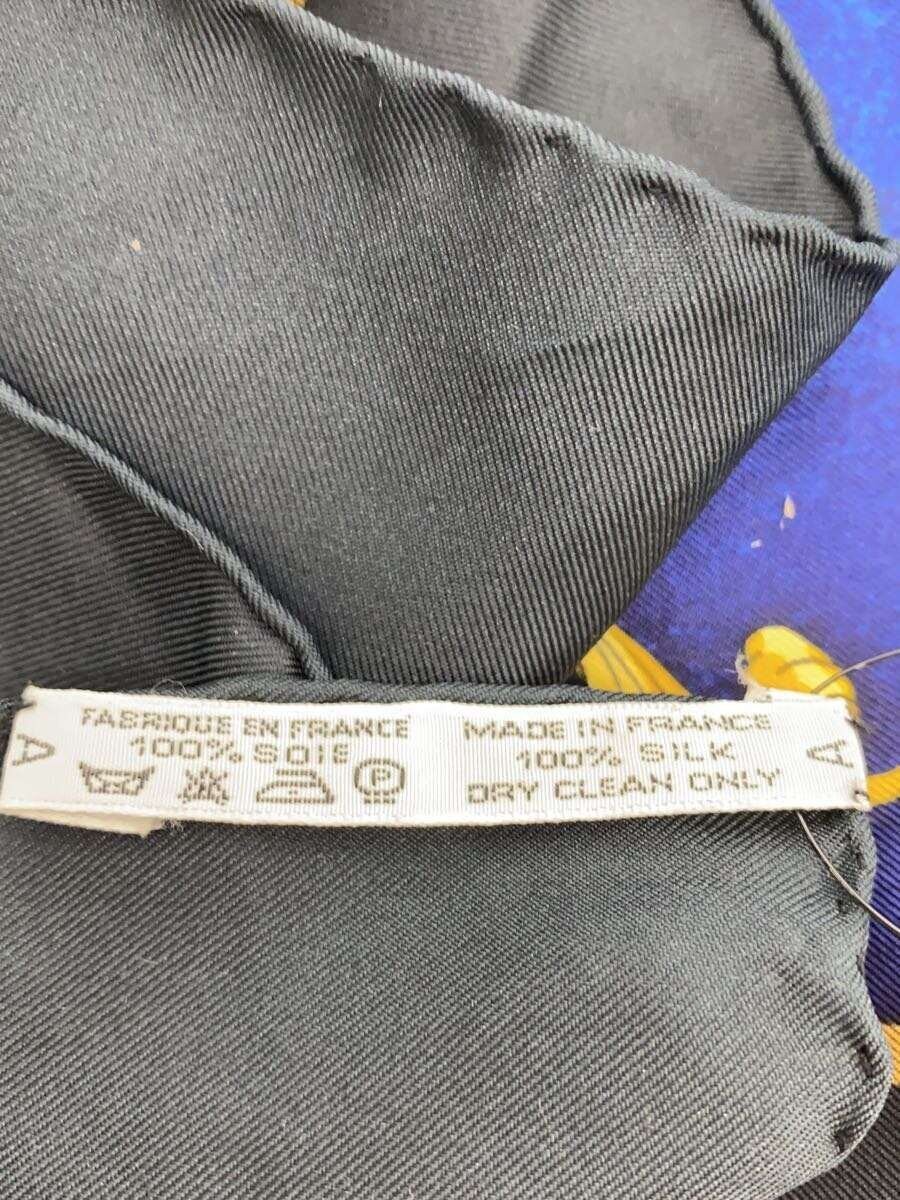 A
FABRIQUE EN FRANCE
100% SOIE
P
MADE IN FRANCE
100% SILK
DRY CLEAN ONLY
A